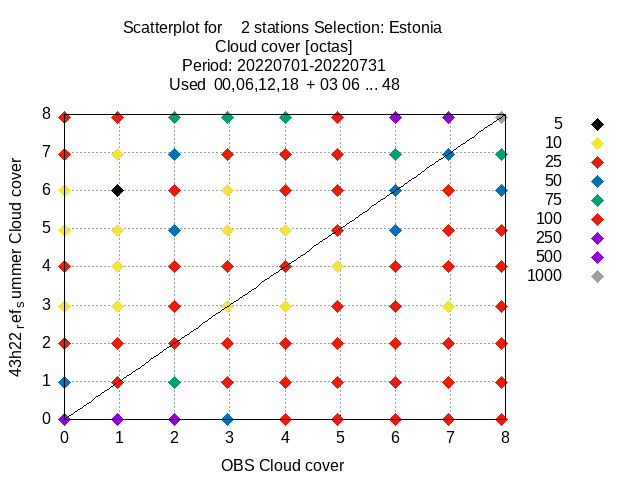 Scatterplot for 2 stations Selection: Estonia
Cloud cover [octas]
Period: 20220701-20220731
Used 00,06,12,18 + 03 06 ... 48
43h22_ref_summer Cloud cover
8
7
6
5
4
3
2
1
0
0 1 2 3 4 5 6 7 8
OBS Cloud cover
5
10
25
50
75
100
250
500
1000